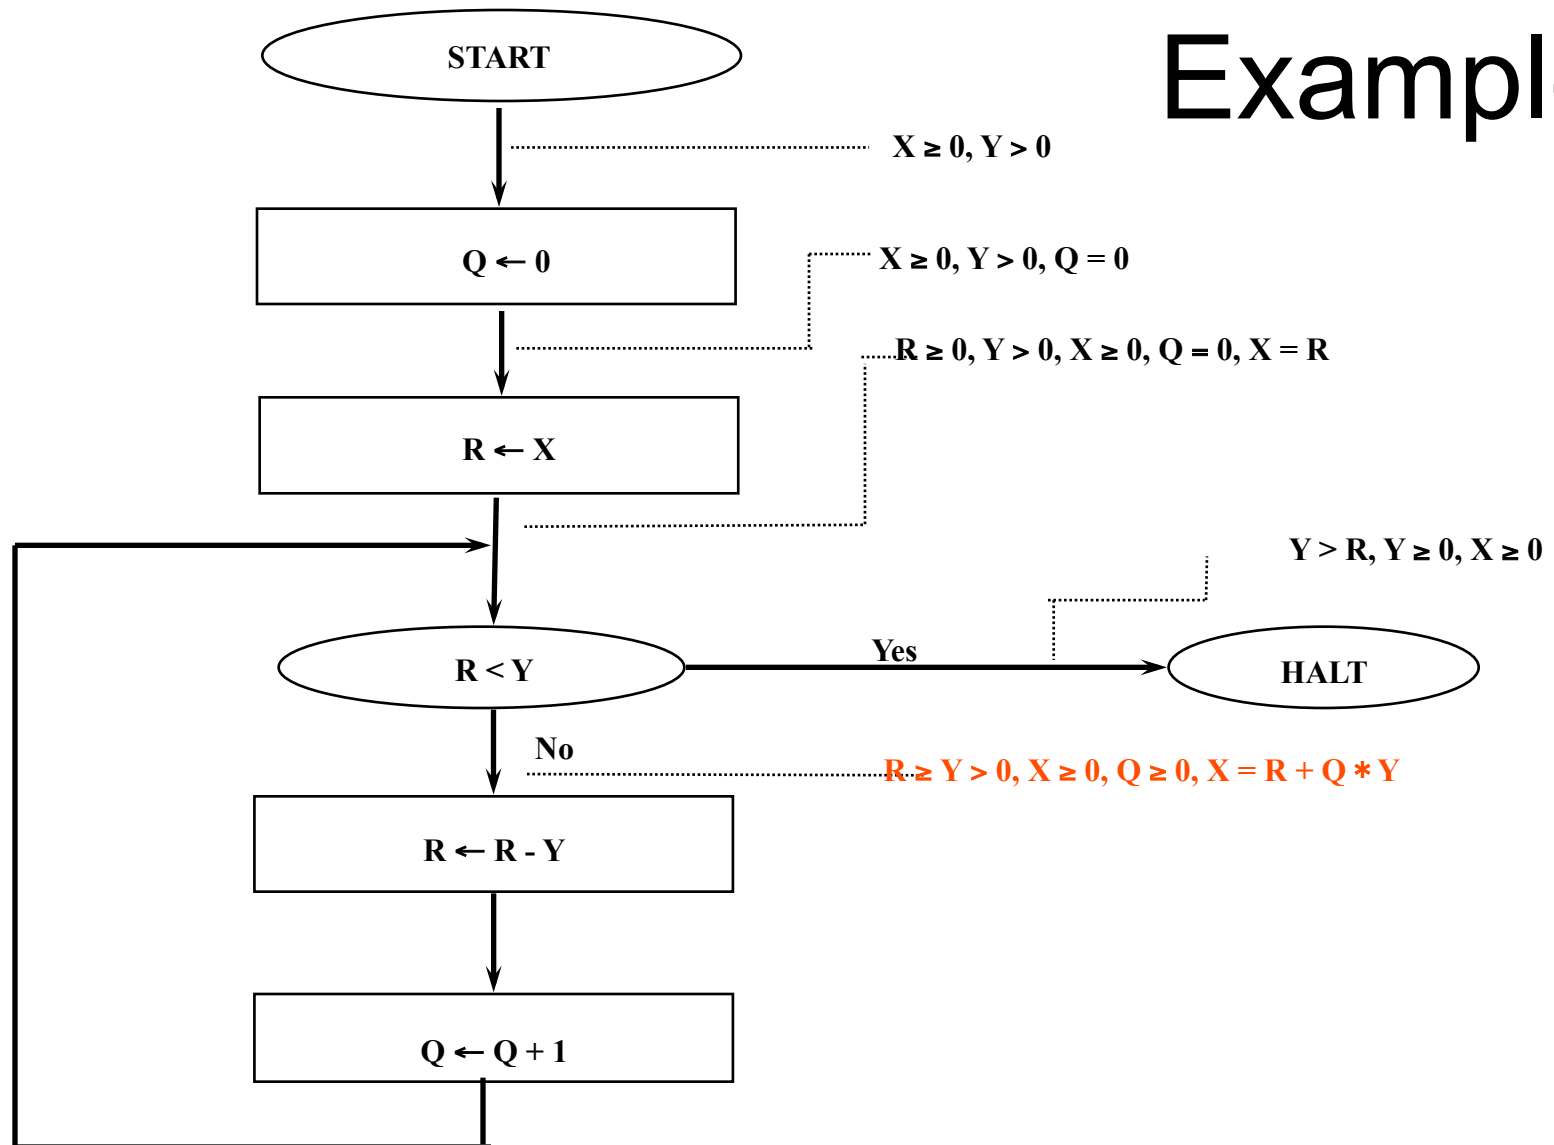 START
Exampl
X ≥ 0, Y > 0
Q ← 0
X ≥ 0, Y > 0, Q = 0
R ≥ 0, Y > 0, X ≥ 0, Q = 0, X = R
R ← X
Y > R, Y ≥ 0, X ≥ 0
R < Y
Yes
HALT
No
R ≥ Y > 0, X ≥ 0, Q ≥ 0, X = R + Q * Y
R ← R - Y
Q ← Q + 1